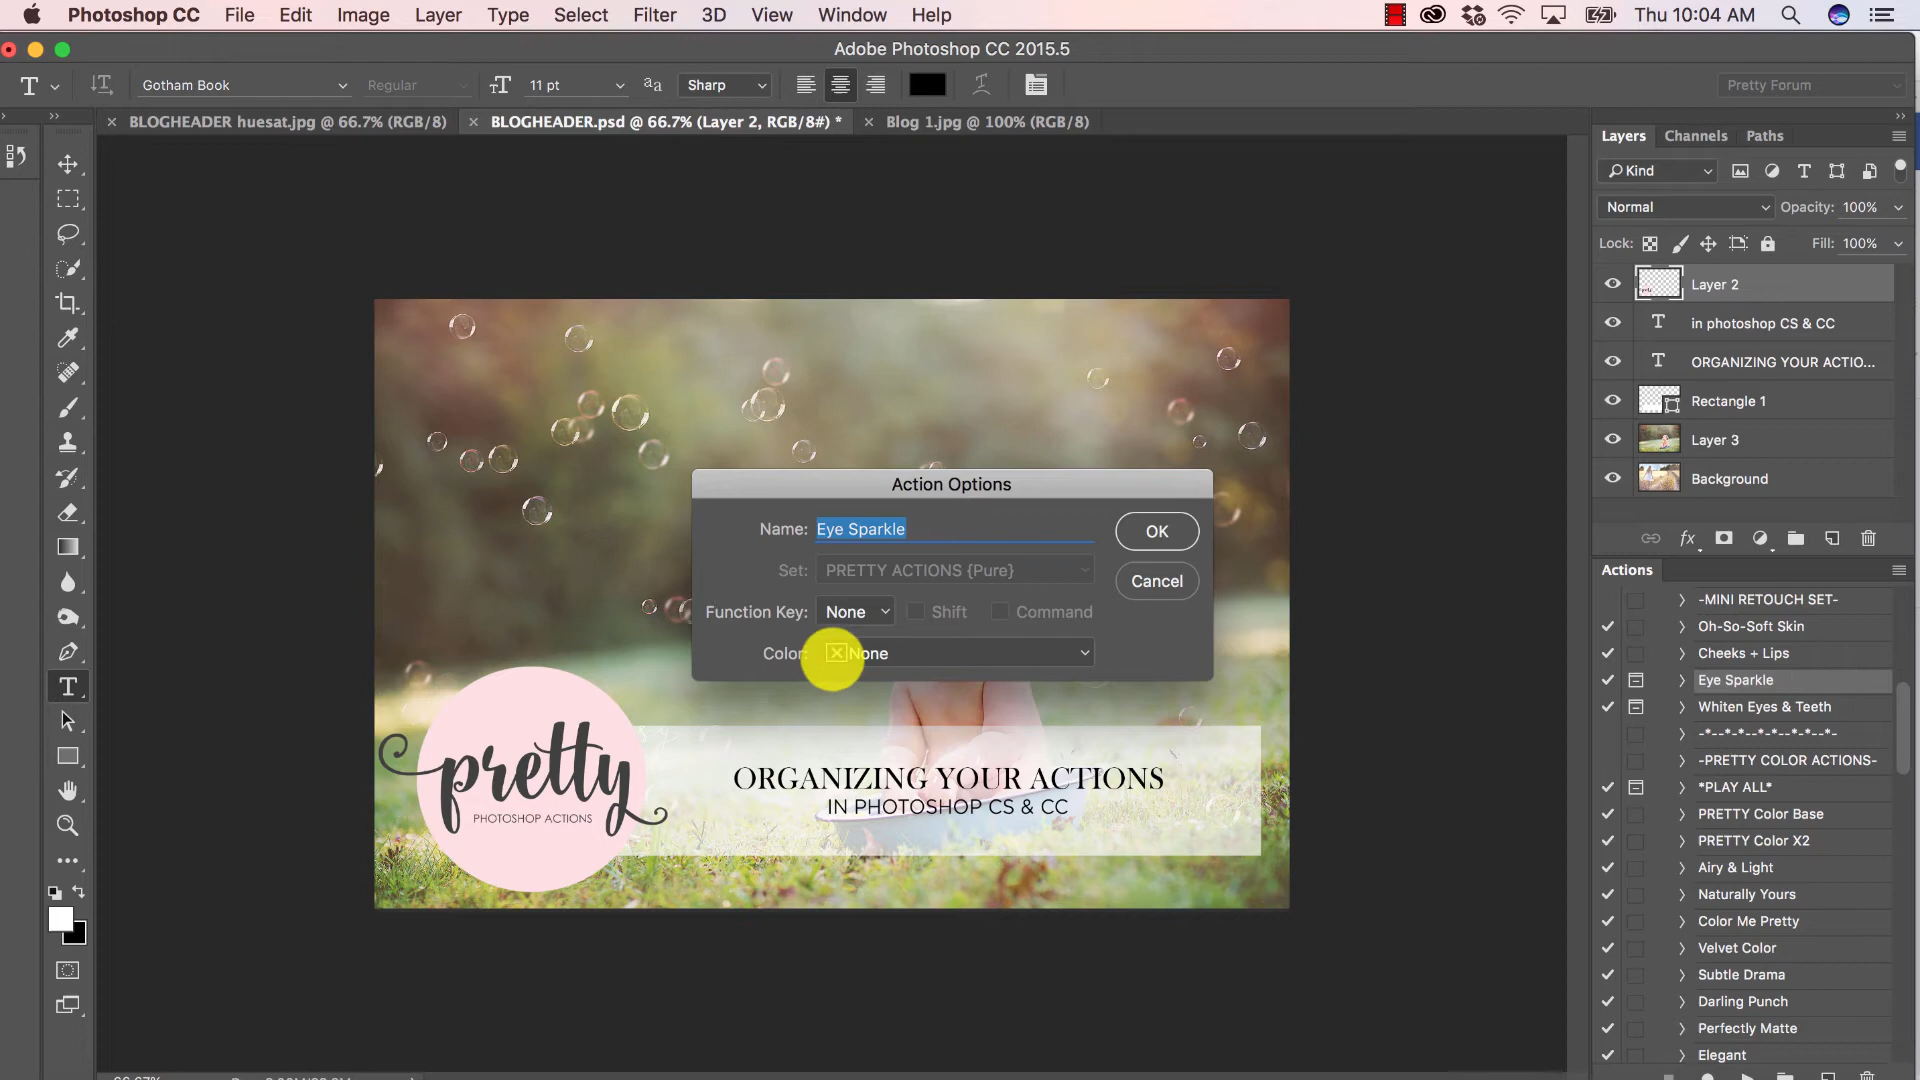 Photoshop CC File Edit Image Layer Type Select Filter 3D View Window Help Thu 10:04 AM
Adobe Photoshop CC 2015.5
Gotham Book Regular 11 pt Sharp Pretty Forum
BLOGHEADER huesat.jpg @ 66.7% (RGB/8) BLOGHEADER.psd @ 66.7% (Layer 2, RGB/8#) * Blog 1.jpg @ 100% (RGB/8)
Layers Channels Paths
Kind
Normal Opacity: 100%
Lock: Fill: 100%
Layer 2
in photoshop CS & CC
ORGANIZING YOUR ACTIO...
Rectangle 1
Layer 3
Background
Action Options
Name: Eye Sparkle
OK
Set: PRETTY ACTIONS {Pure}
Cancel
Function Key: None Shift Command
Color: None
pretty
PHOTOSHOP ACTIONS
ORGANIZING YOUR ACTIONS
IN PHOTOSHOP CS & CC
Actions
-MINI RETOUCH SET-
Oh-So-Soft Skin
Cheeks + Lips
Eye Sparkle
Whiten Eyes & Teeth
-*--*-*--*-*--*-*--*-
-PRETTY COLOR ACTIONS-
*PLAY ALL*
PRETTY Color Base
PRETTY Color X2
Airy & Light
Naturally Yours
Color Me Pretty
Velvet Color
Subtle Drama
Darling Punch
Perfectly Matte
Elegant